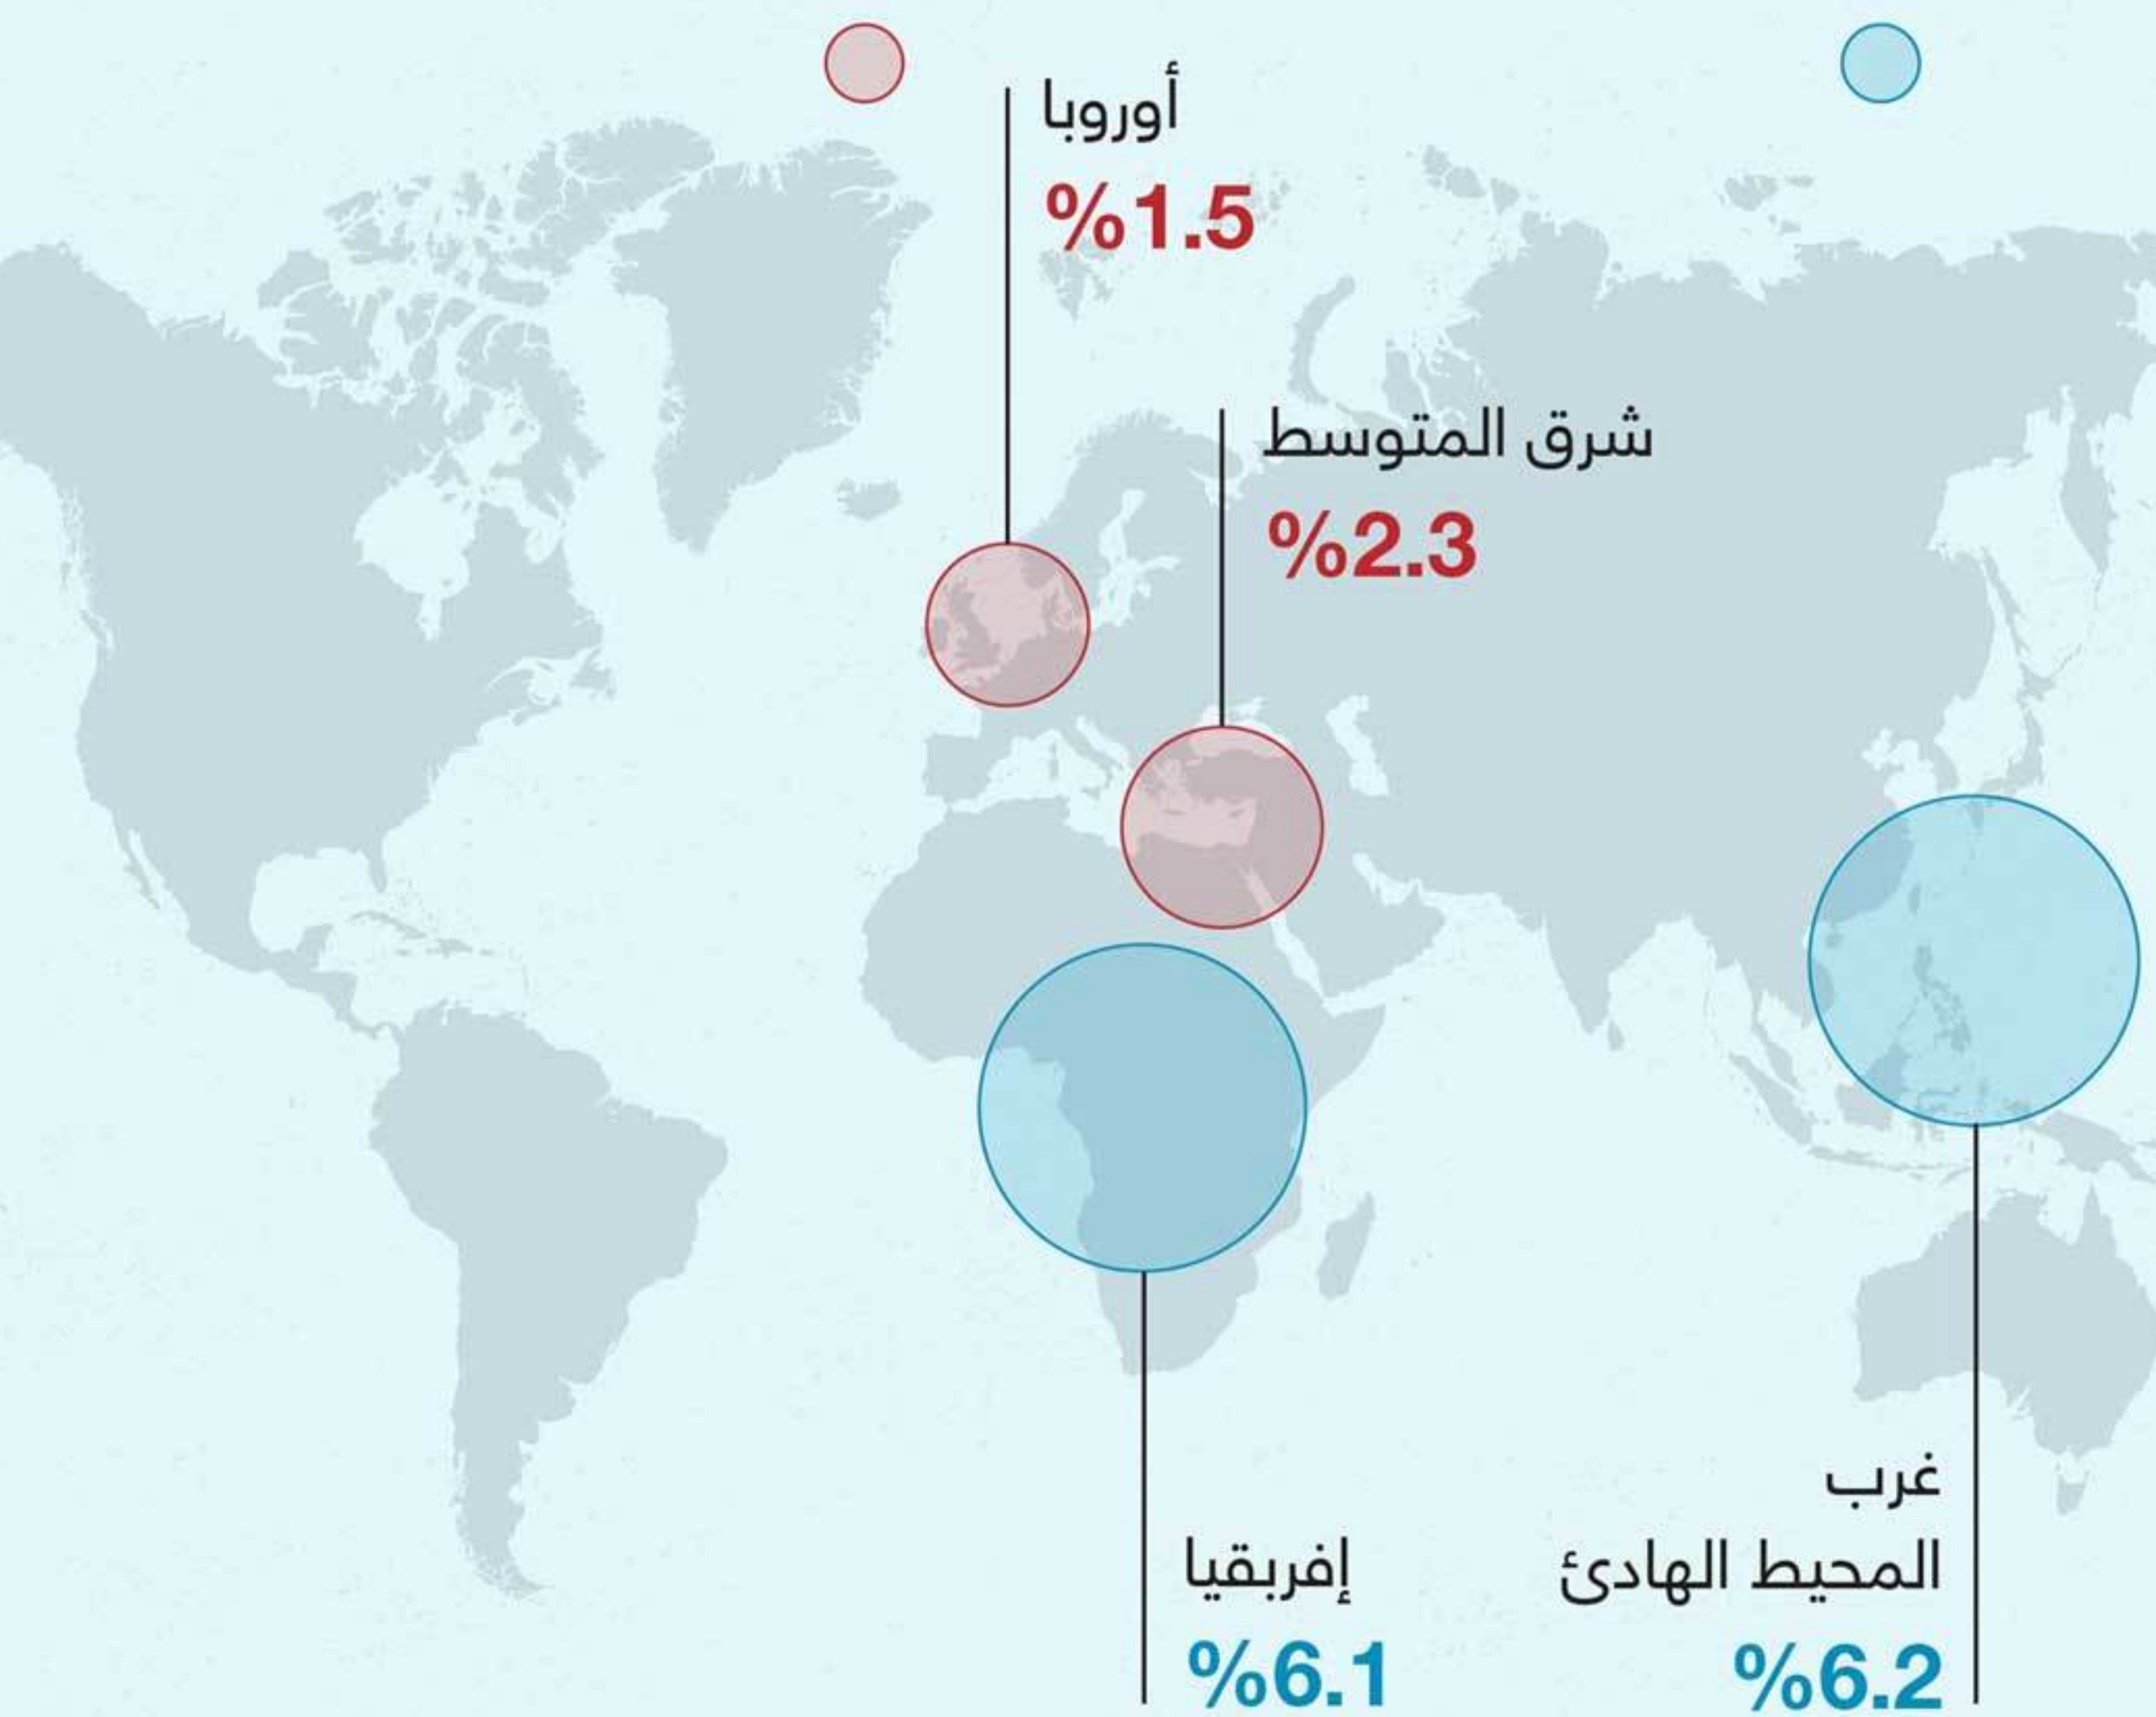 أوروبا
%1.5
شرق المتوسط
%2.3
غرب
المحيط الهادئ
%6.2
إفريقيا
%6.1